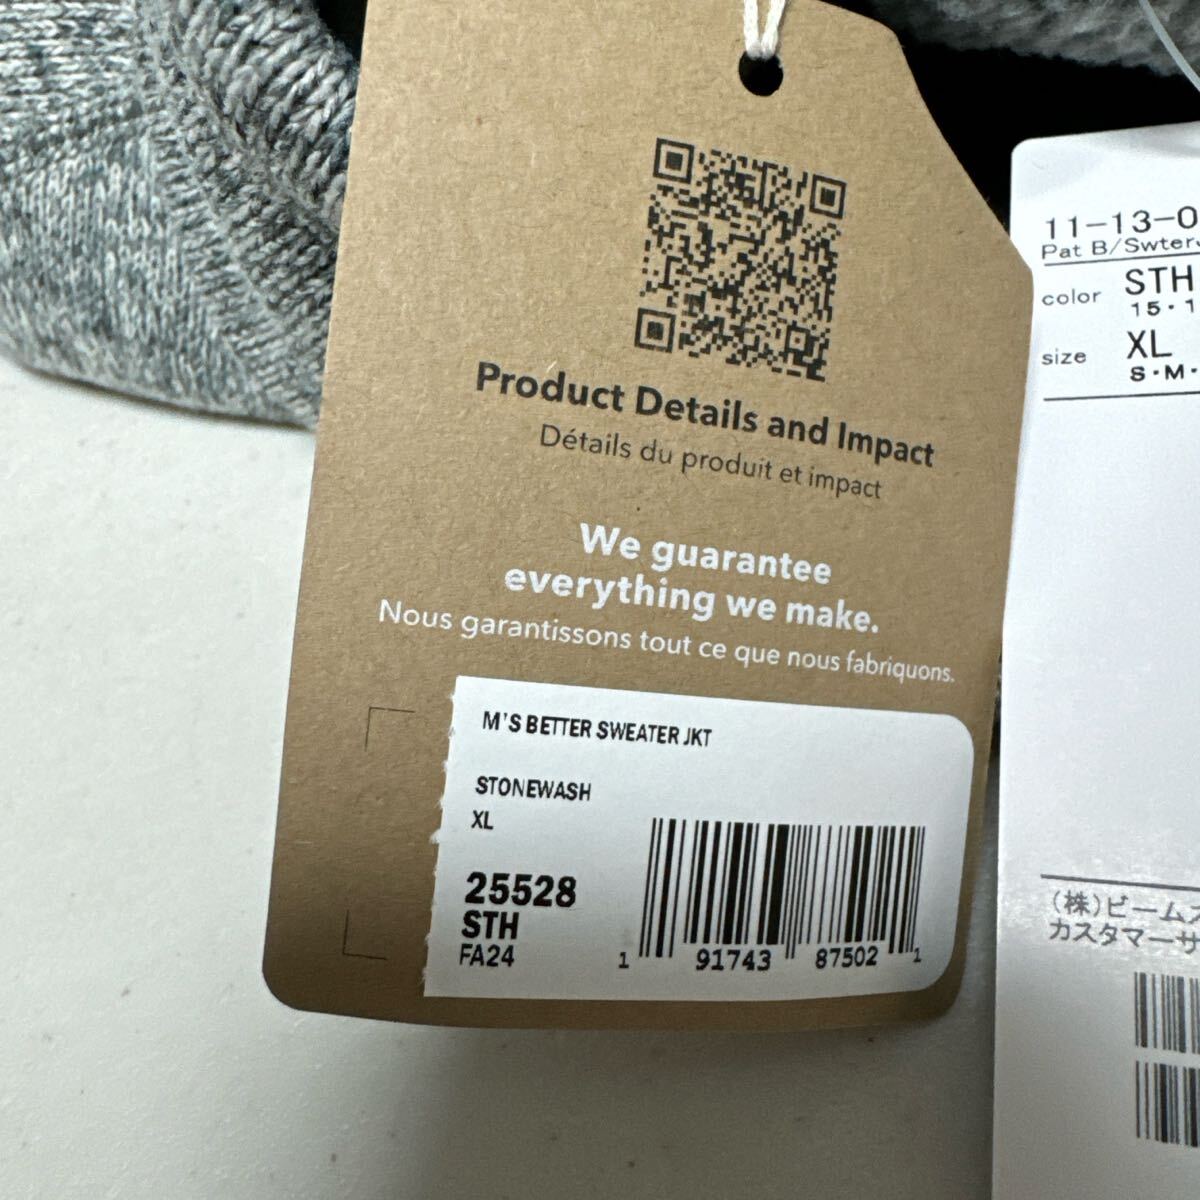 Product Details and Impact
Détails du produit et impact
We guarantee
everything we make.
Nous garantissons tout ce que nous fabriquons.
M'S BETTER SWEATER JKT
STONEWASH
XL
25528
STH
FA24
1 91743 87502 1
11-13-0
Pat B/Swter
color STH
15・1
size XL
S・M・
(株)ビーム
カスタマーサ